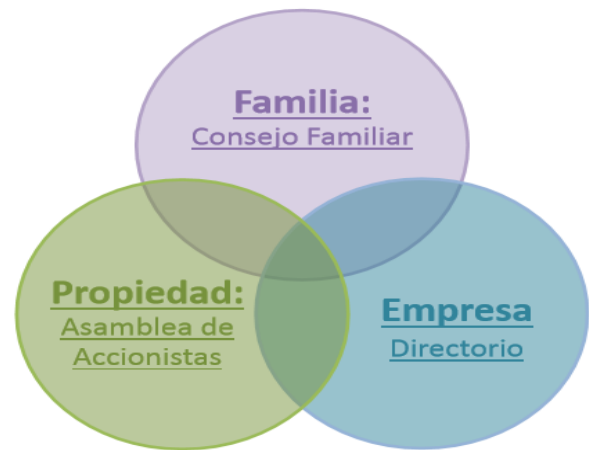 Familia:
Consejo Familiar
Propiedad:
Asamblea de
Accionistas
Empresa
Directorio